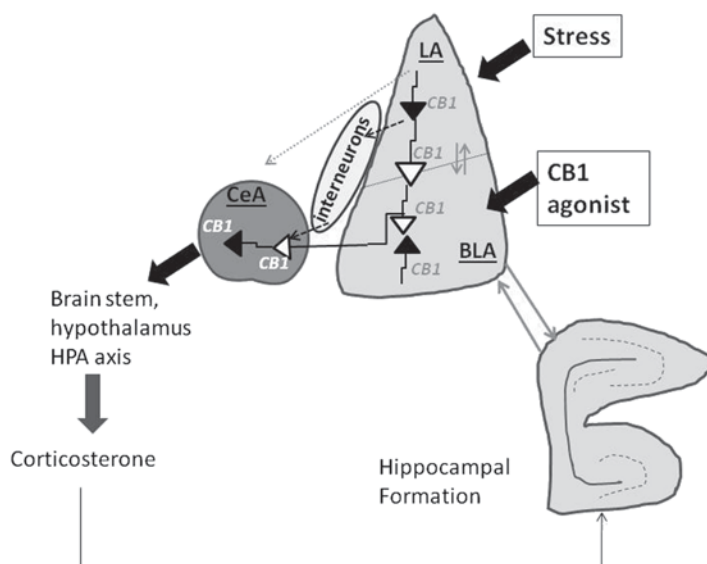 LA
Stress
CB1
interneurons
CB1
CB1
agonist
CeA
CB1
CB1
CB1
BLA
CB1
Brain stem,
hypothalamus
HPA axis
Corticosterone
Hippocampal
Formation